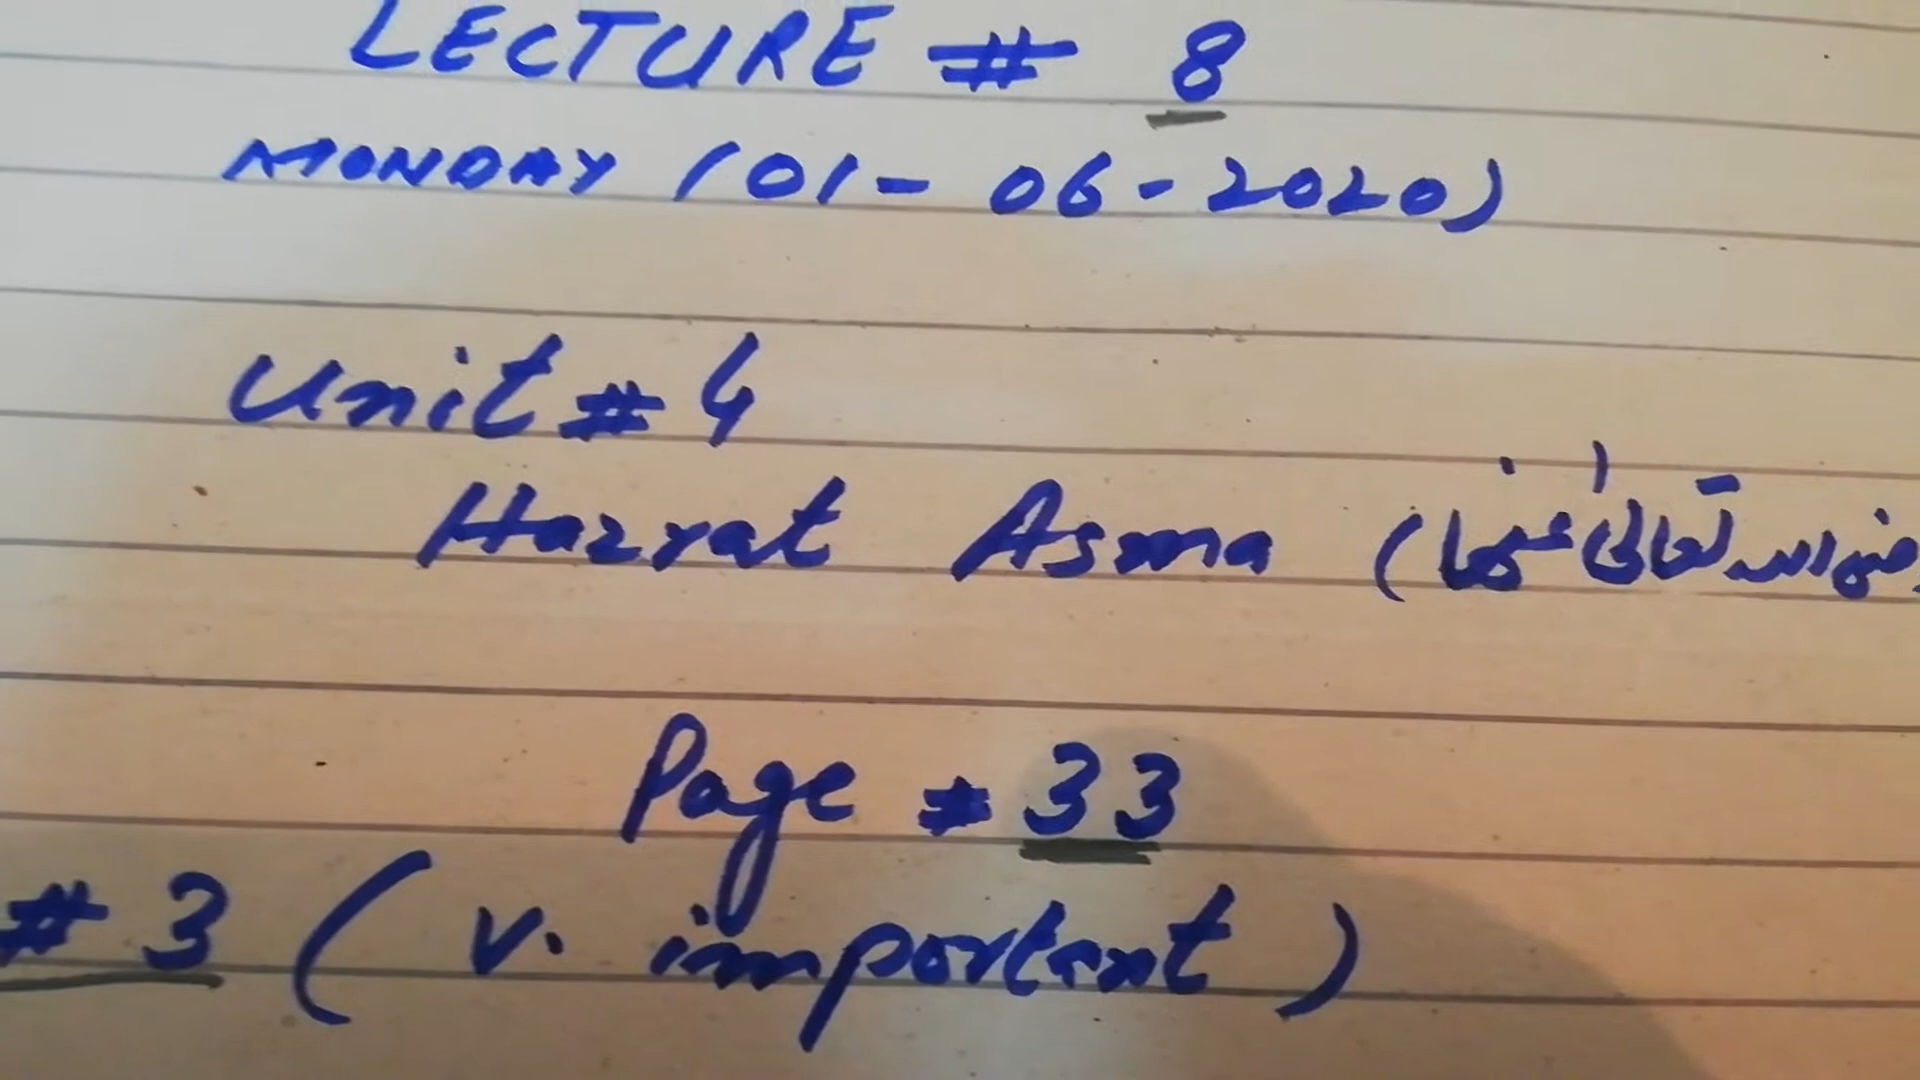 LECTURE # 8
MONDAY (01-06-2020)
Unit # 4
Hazrat Asma (رضی اللہ تعالیٰ عنہا
Page # 33
# 3 (v. important)